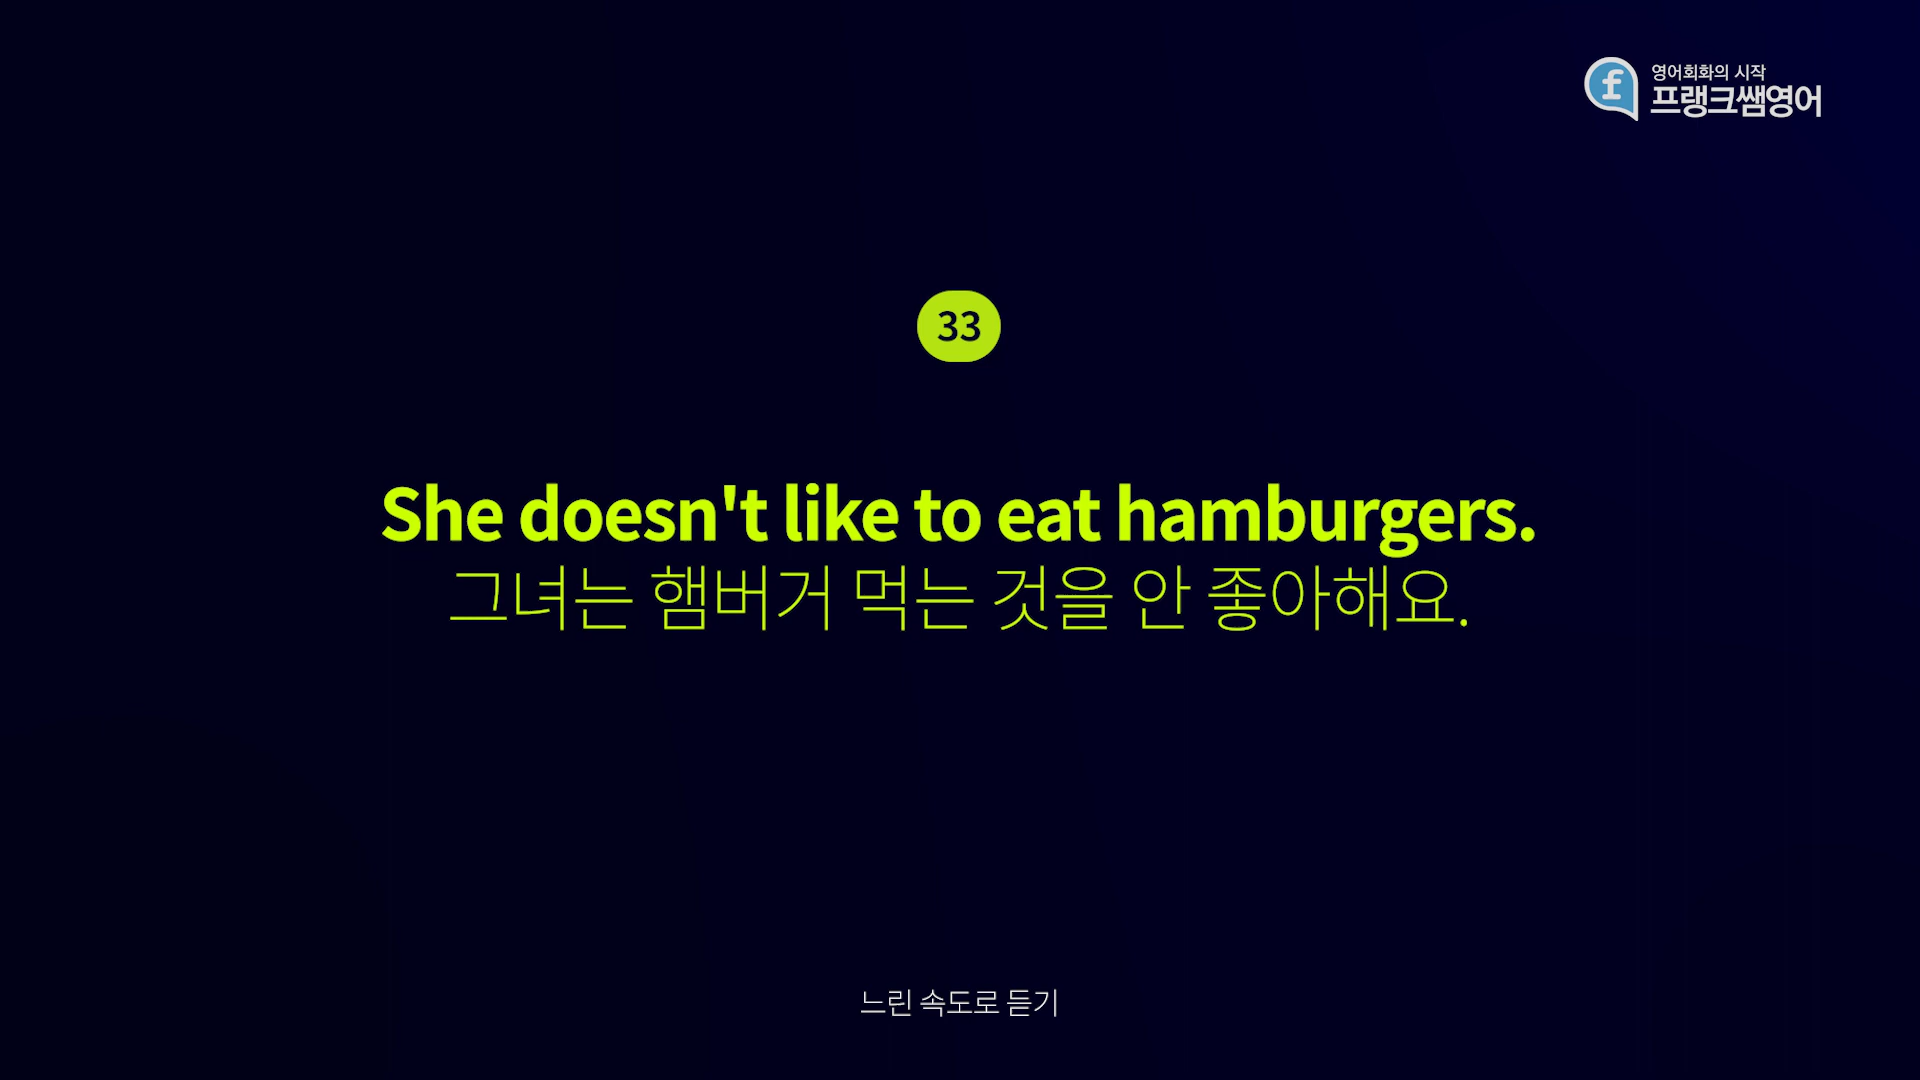 영어회화의 시작
프랭크쌤영어
33
She doesn't like to eat hamburgers.
그녀는 햄버거 먹는 것을 안 좋아해요.
느린 속도로 듣기